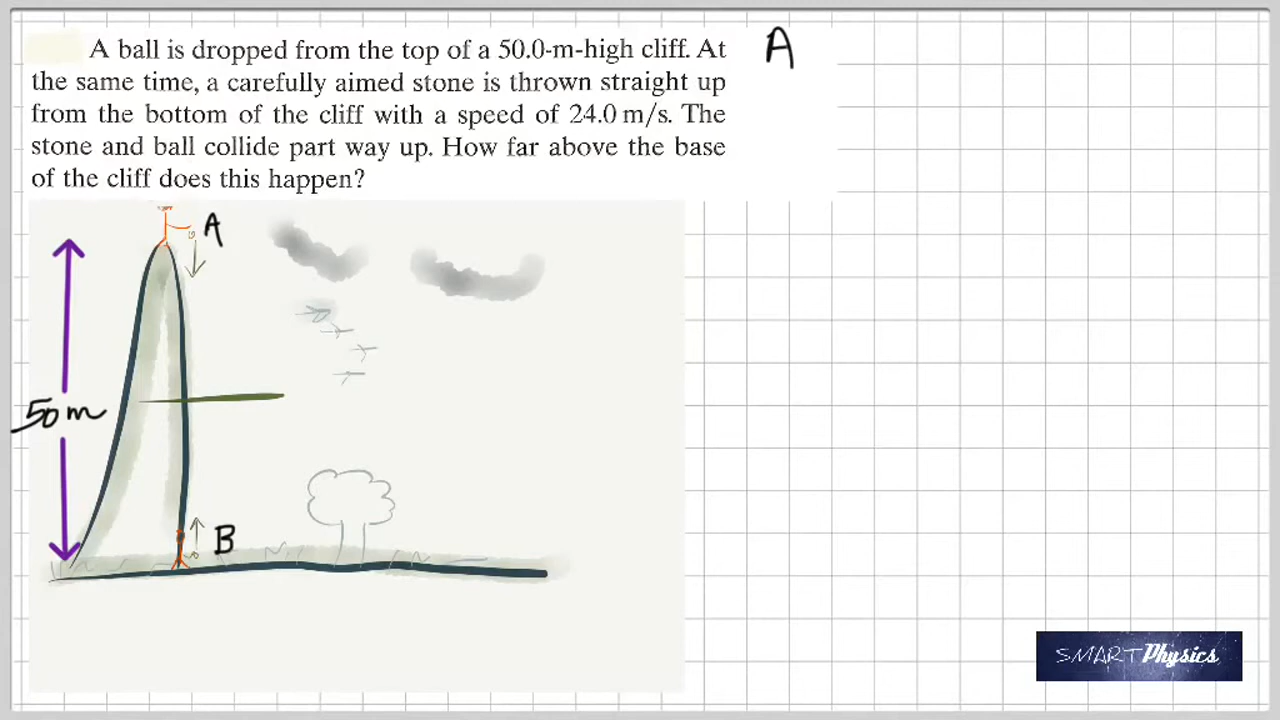 A ball is dropped from the top of a 50.0-m-high cliff. At
the same time, a carefully aimed stone is thrown straight up
from the bottom of the cliff with a speed of 24.0 m/s. The
stone and ball collide part way up. How far above the base
of the cliff does this happen?
A
A
50m
B
SMART Physics